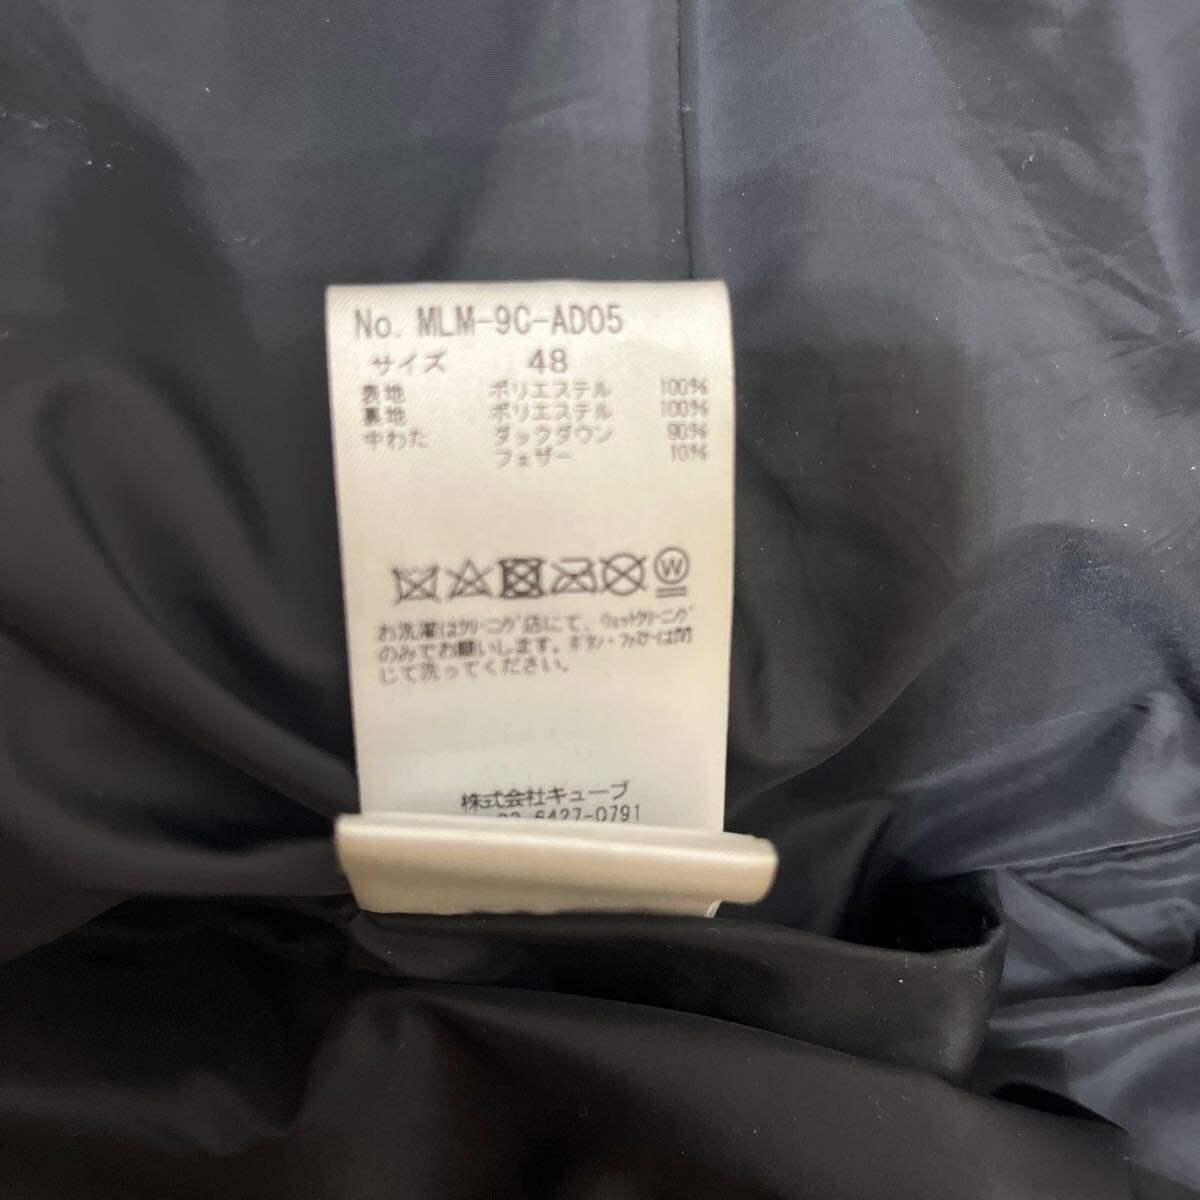 No. MLM-9C-AD05
サイズ 48
表地 ポリエステル 100%
裏地 ポリエステル 100%
中わた ダックダウン 90%
フェザー 10%
W
お洗濯はｸﾘｰﾆﾝｸﾞ店にて、ｳｪｯﾄｸﾘｰﾆﾝｸﾞ
のみでお願いします。ﾎﾞﾀﾝ・ﾌｧｽﾅｰは閉
じて洗ってください。
株式会社キューブ
03-6427-0791